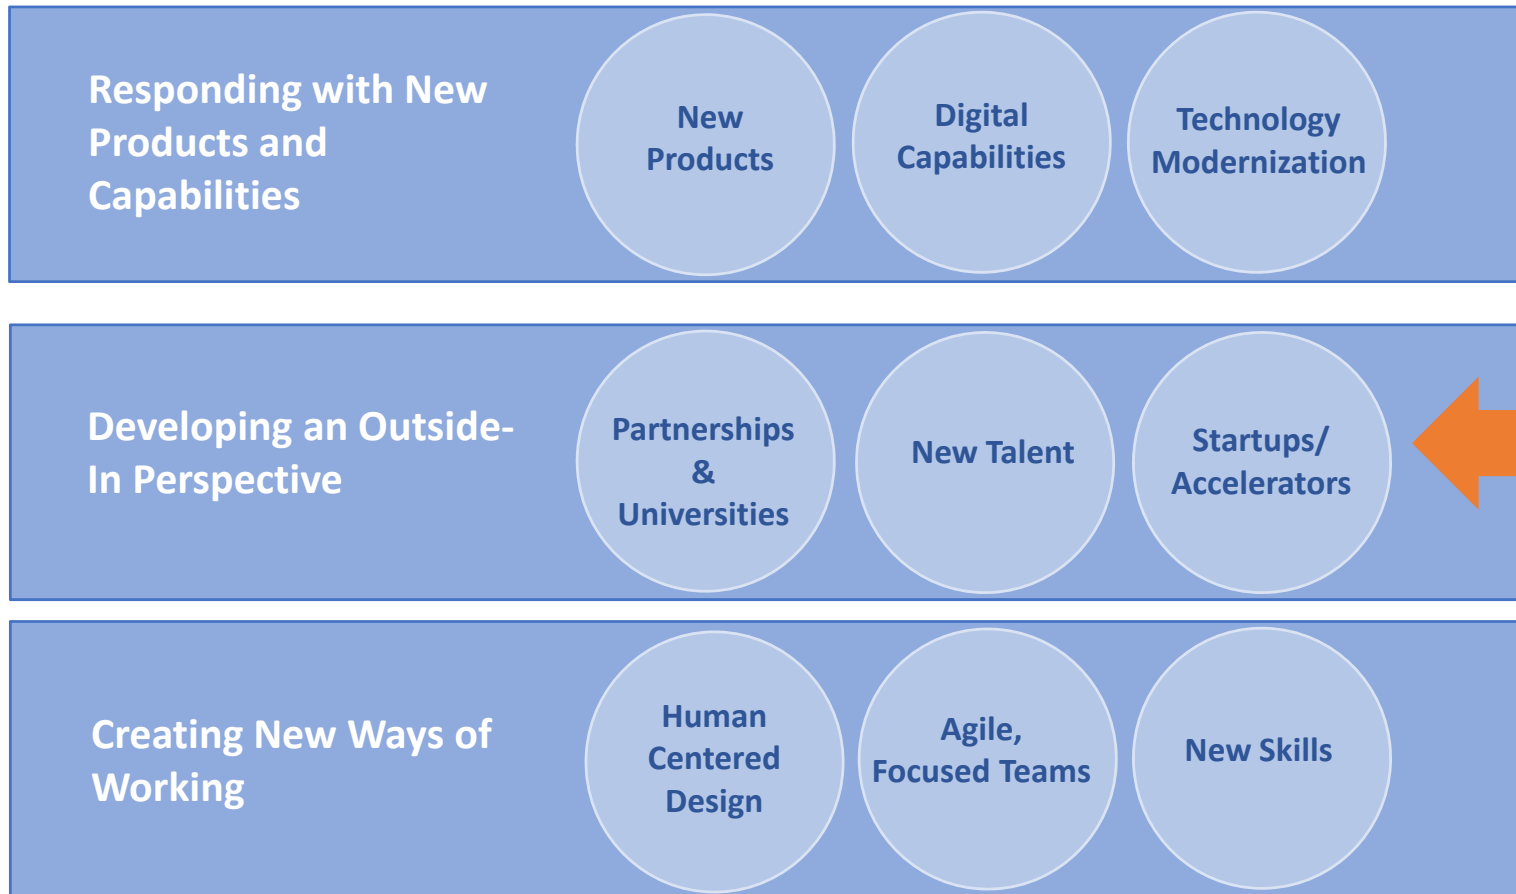 Responding with New
Products and
Capabilities
New
Products
Digital
Capabilities
Technology
Modernization
Developing an Outside-
In Perspective
Partnerships
&
Universities
New Talent
Startups/
Accelerators
Creating New Ways of
Working
Human
Centered
Design
Agile,
Focused Teams
New Skills